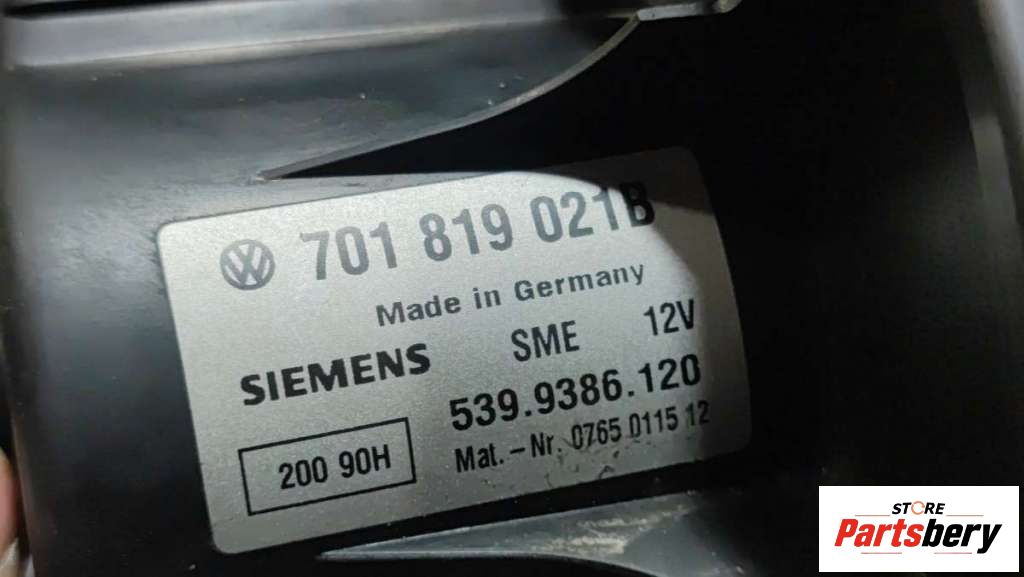 VW 701 819 021B
Made in Germany
SIEMENS SME 12V
539.9386.120
200 90H
Mat.-Nr. 0765 0115 12
STORE
Partsbery